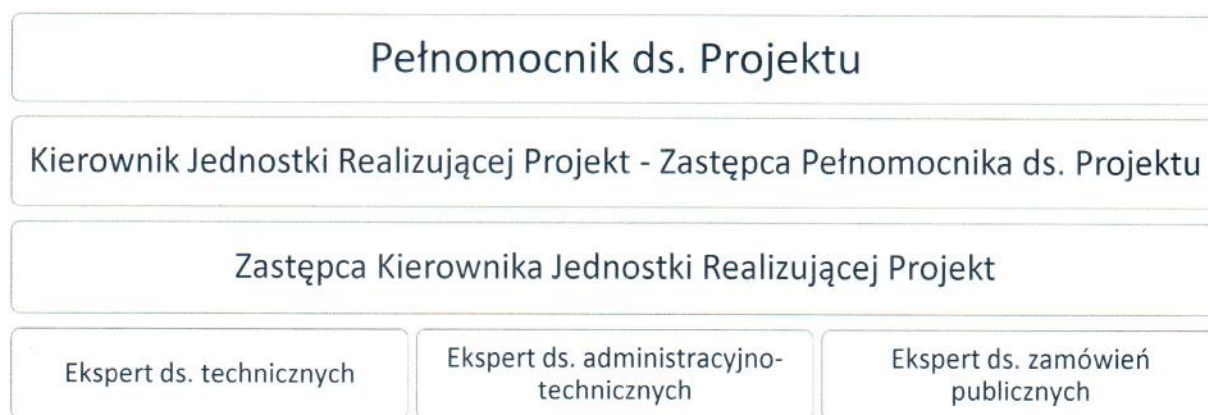 Pełnomocnik ds. Projektu
Kierownik Jednostki Realizującej Projekt - Zastępca Pełnomocnika ds. Projektu
Zastępca Kierownika Jednostki Realizującej Projekt
Ekspert ds. technicznych
Ekspert ds. administracyjno-
technicznych
Ekspert ds. zamówień
publicznych